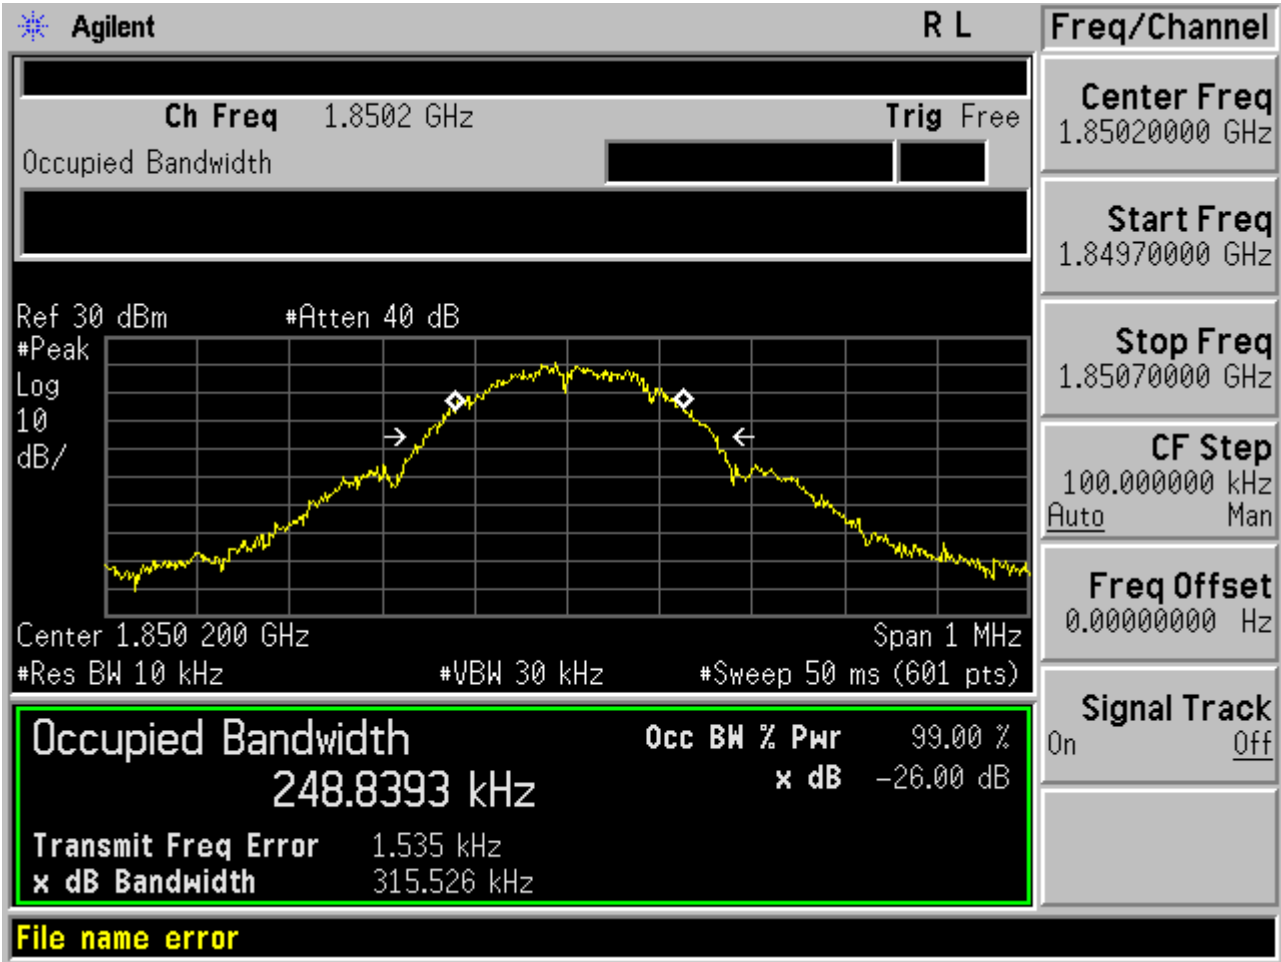 Agilent R L
Freq/Channel
Ch Freq 1.8502 GHz Trig Free
Occupied Bandwidth
Center Freq
1.85020000 GHz
Start Freq
1.84970000 GHz
Stop Freq
1.85070000 GHz
CF Step
100.000000 kHz
Auto Man
Freq Offset
0.00000000 Hz
Signal Track
On Off
Ref 30 dBm #Atten 40 dB
#Peak
Log
10
dB/
Center 1.850 200 GHz Span 1 MHz
#Res BW 10 kHz #VBW 30 kHz #Sweep 50 ms (601 pts)
Occupied Bandwidth
248.8393 kHz
Occ BW % Pwr 99.00 %
x dB -26.00 dB
Transmit Freq Error 1.535 kHz
x dB Bandwidth 315.526 kHz
File name error